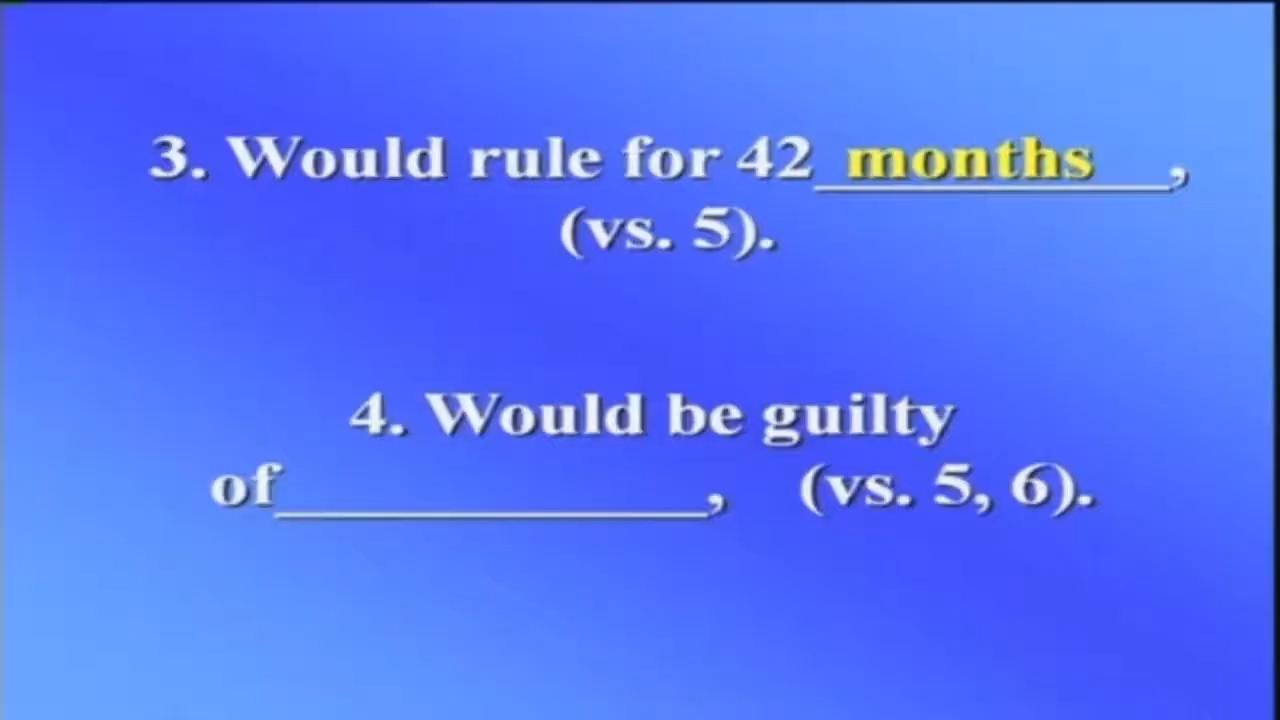 3. Would rule for 42 months,
(vs. 5).
4. Would be guilty
of______________, (vs. 5, 6).